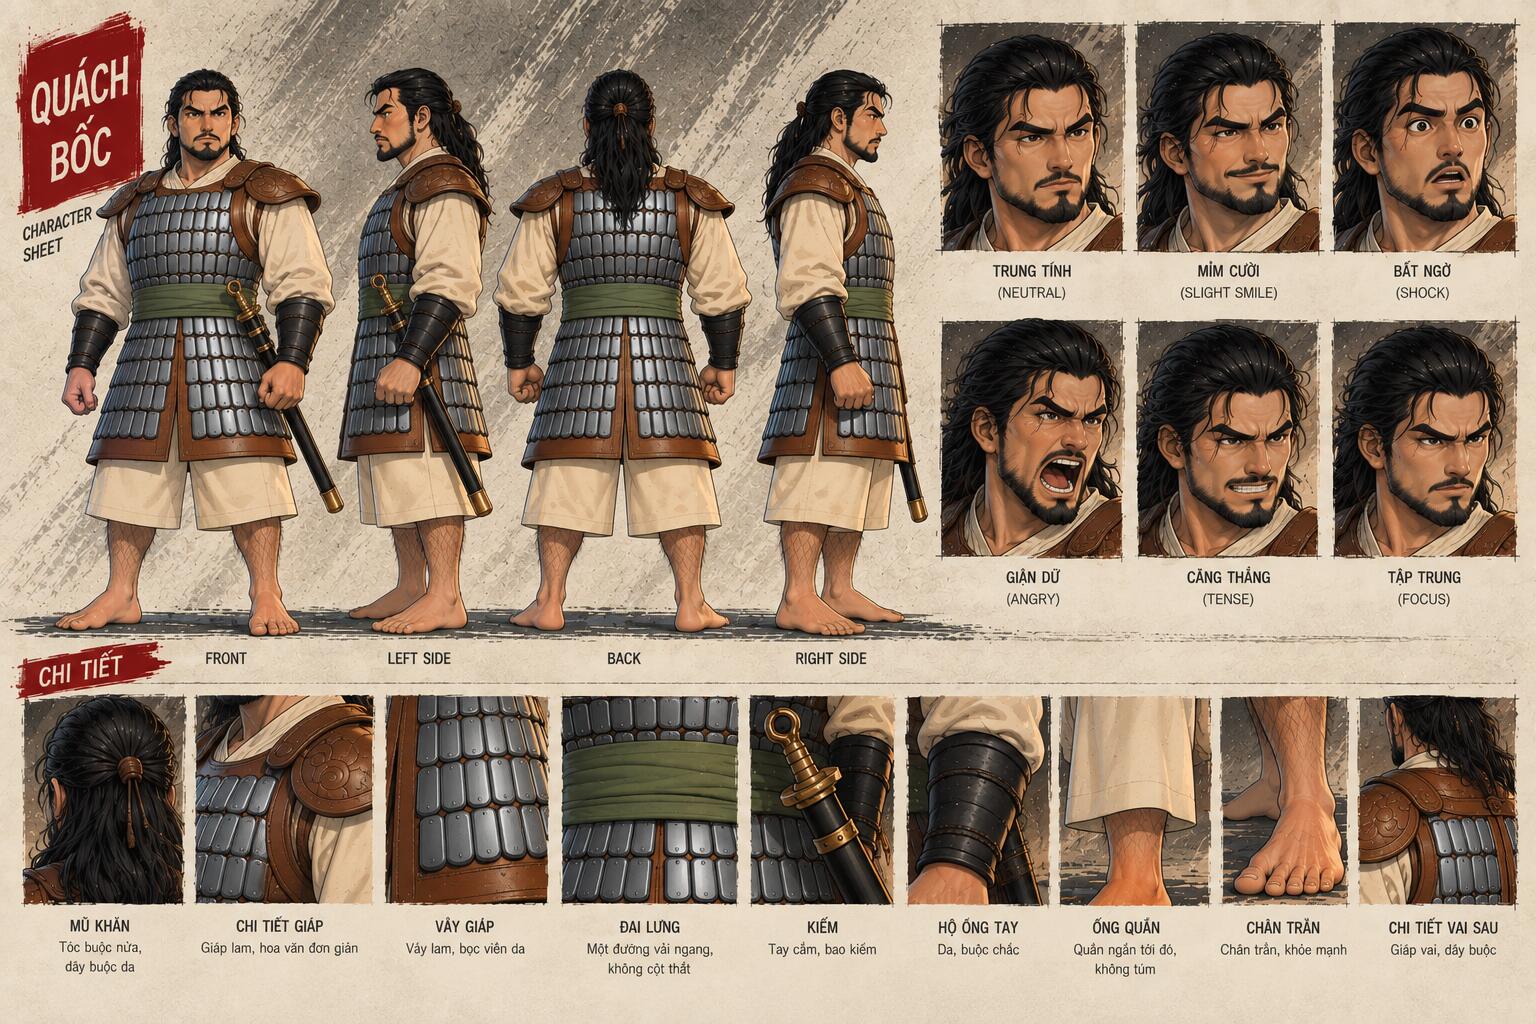 QUÁCH
BỐC
CHARACTER
SHEET
TRUNG TÍNH
(NEUTRAL)
MỈM CƯỜI
(SLIGHT SMILE)
BẤT NGỜ
(SHOCK)
GIẬN DỮ
(ANGRY)
CĂNG THẲNG
(TENSE)
TẬP TRUNG
(FOCUS)
FRONT
LEFT SIDE
BACK
RIGHT SIDE
CHI TIẾT
MŨ KHĂN
Tóc buộc nửa,
dây buộc da
CHI TIẾT GIÁP
Giáp lam, hoa văn đơn giản
VẢY GIÁP
Vảy lam, bọc viền da
ĐAI LƯNG
Một đường vải ngang,
không cột thắt
KIẾM
Tay cầm, bao kiếm
HỘ ỐNG TAY
Da, buộc chắc
ỐNG QUẦN
Quần ngắn tới đó,
không túm
CHÂN TRẦN
Chân trần, khỏe mạnh
CHI TIẾT VAI SAU
Giáp vai, dây buộc